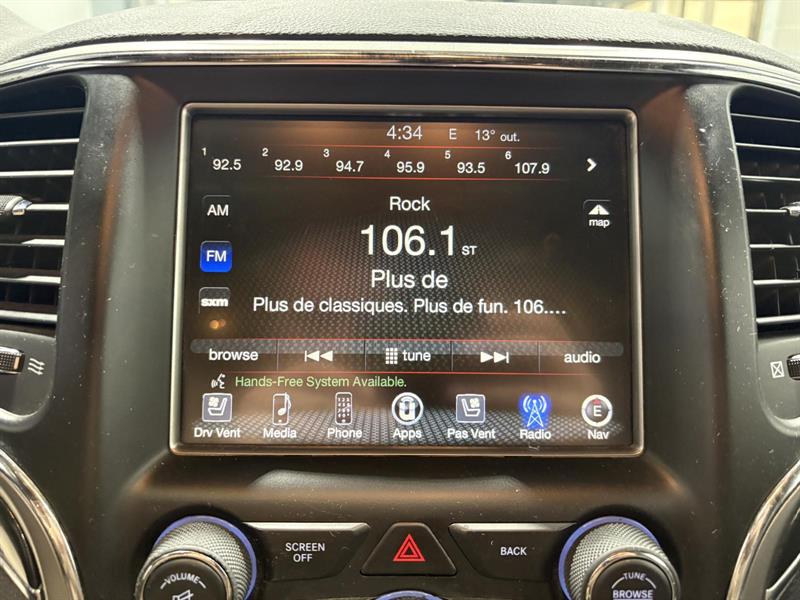 4:34 E 13° out.
1 92.5 2 92.9 3 94.7 4 95.9 5 93.5 6 107.9
AM
Rock
map
FM
106.1 ST
Plus de
sxm
Plus de classiques. Plus de fun. 106....
browse tune audio
Hands-Free System Available.
Drv Vent Media Phone Apps Pas Vent Radio Nav
E
VOLUME
SCREEN OFF
BACK
TUNE
BROWSE